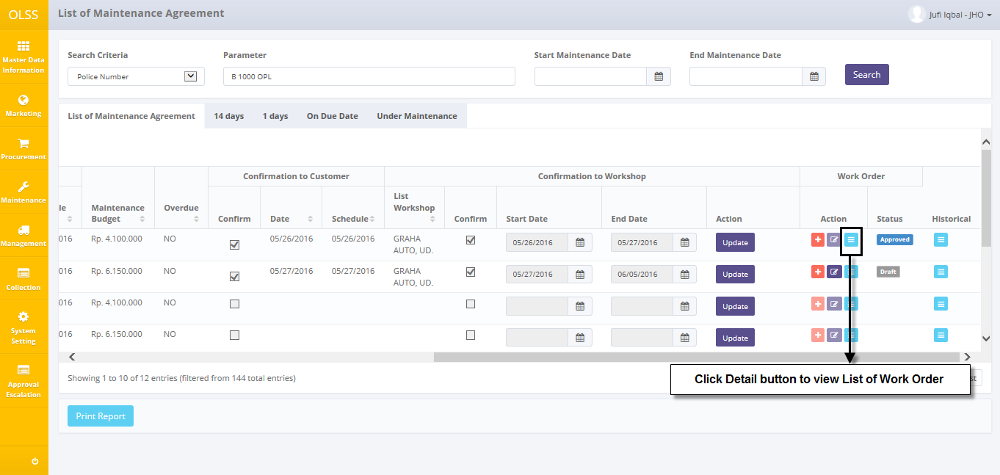 OLSS
List of Maintenance Agreement
Jufi Iqbal - JHO
Master Data
Information
Marketing
Procurement
Maintenance
Management
Collection
System
Setting
Approval
Escalation
Search Criteria
Parameter
Start Maintenance Date
End Maintenance Date
Police Number
B 1000 OPL
Search
List of Maintenance Agreement
14 days
1 days
On Due Date
Under Maintenance
Confirmation to Customer
Confirmation to Workshop
Work Order
le
Maintenance
Budget
Overdue
Confirm
Date
Schedule
List
Workshop
Confirm
Start Date
End Date
Action
Action
Status
Historical
016 Rp. 4.100.000 NO 05/26/2016 05/26/2016 GRAHA 05/26/2016 05/27/2016 Update Approved
AUTO, UD.
016 Rp. 6.150.000 NO 05/27/2016 05/27/2016 GRAHA 05/27/2016 06/05/2016 Update Draft
AUTO, UD.
016 Rp. 4.100.000 NO Update
016 Rp. 6.150.000 NO Update
Showing 1 to 10 of 12 entries (filtered from 144 total entries)
Click Detail button to view List of Work Order
st
Print Report